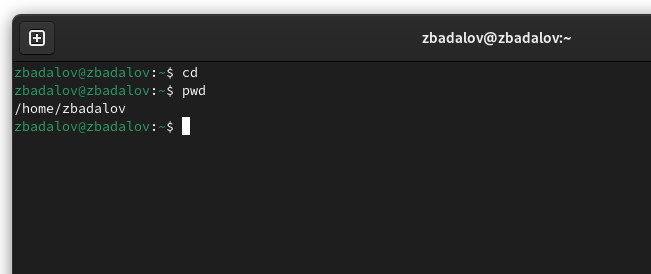 zbadalov@zbadalov:~
zbadalov@zbadalov:~$ cd
zbadalov@zbadalov:~$ pwd
/home/zbadalov
zbadalov@zbadalov:~$